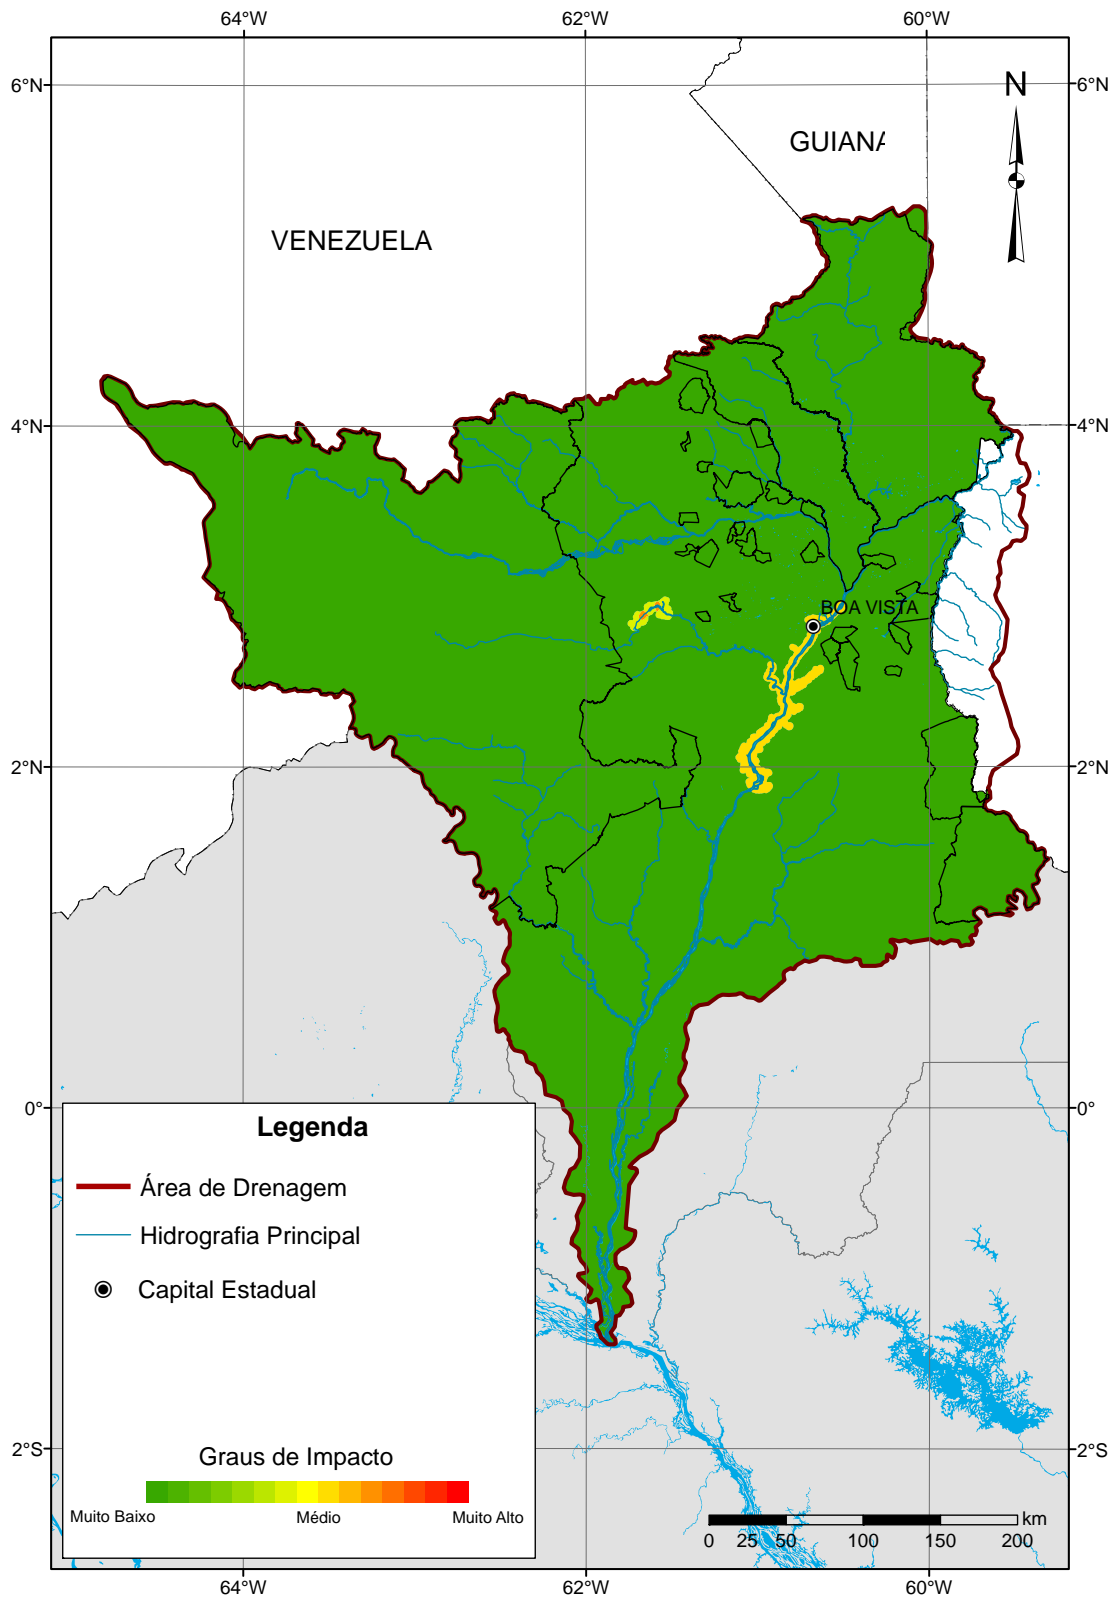 64°W 62°W 60°W
6°N 6°N
N
GUIANA
VENEZUELA
4°N 4°N
BOA VISTA
2°N 2°N
0° 0°
Legenda
Área de Drenagem
Hidrografia Principal
Capital Estadual
Graus de Impacto
Muito Baixo Médio Muito Alto
2°S 2°S
km
0 25 50 100 150 200
64°W 62°W 60°W